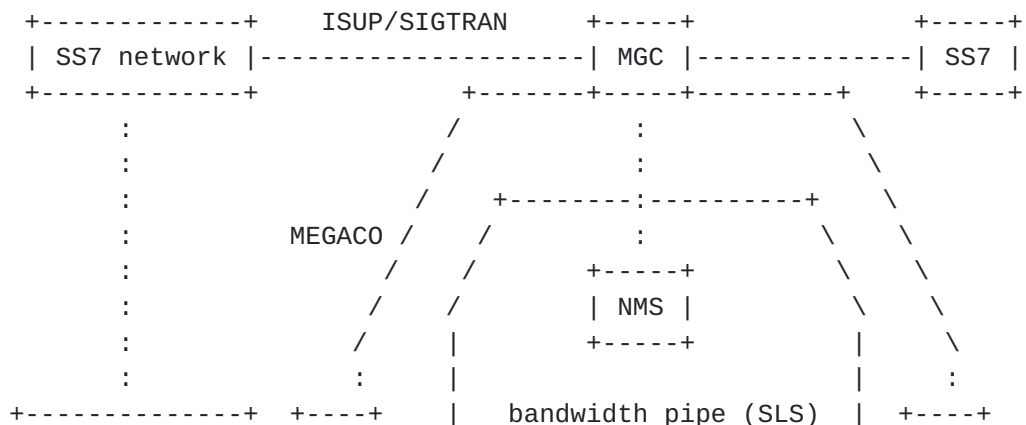 ISUP/SIGTRAN
SS7 network MGC SS7
MEGACO
NMS
bandwidth pipe (SLS)